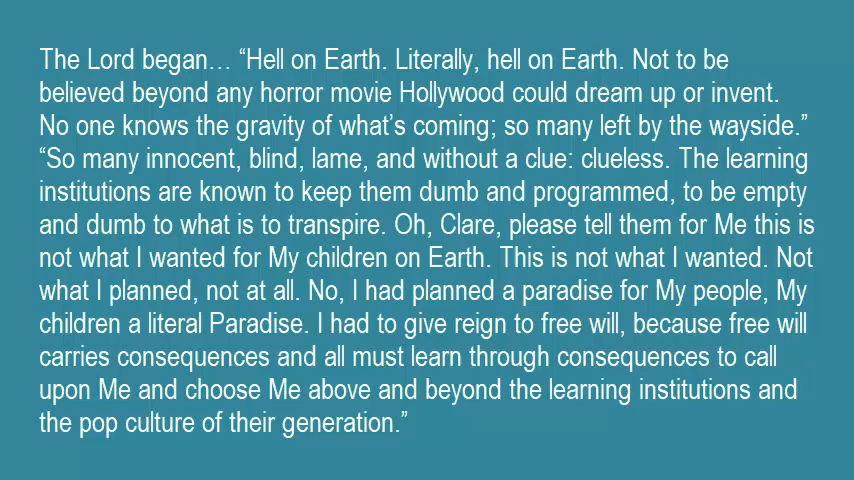 The Lord began… “Hell on Earth. Literally, hell on Earth. Not to be
believed beyond any horror movie Hollywood could dream up or invent.
No one knows the gravity of what’s coming; so many left by the wayside.”
“So many innocent, blind, lame, and without a clue: clueless. The learning
institutions are known to keep them dumb and programmed, to be empty
and dumb to what is to transpire. Oh, Clare, please tell them for Me this is
not what I wanted for My children on Earth. This is not what I wanted. Not
what I planned, not at all. No, I had planned a paradise for My people, My
children a literal Paradise. I had to give reign to free will, because free will
carries consequences and all must learn through consequences to call
upon Me and choose Me above and beyond the learning institutions and
the pop culture of their generation.”